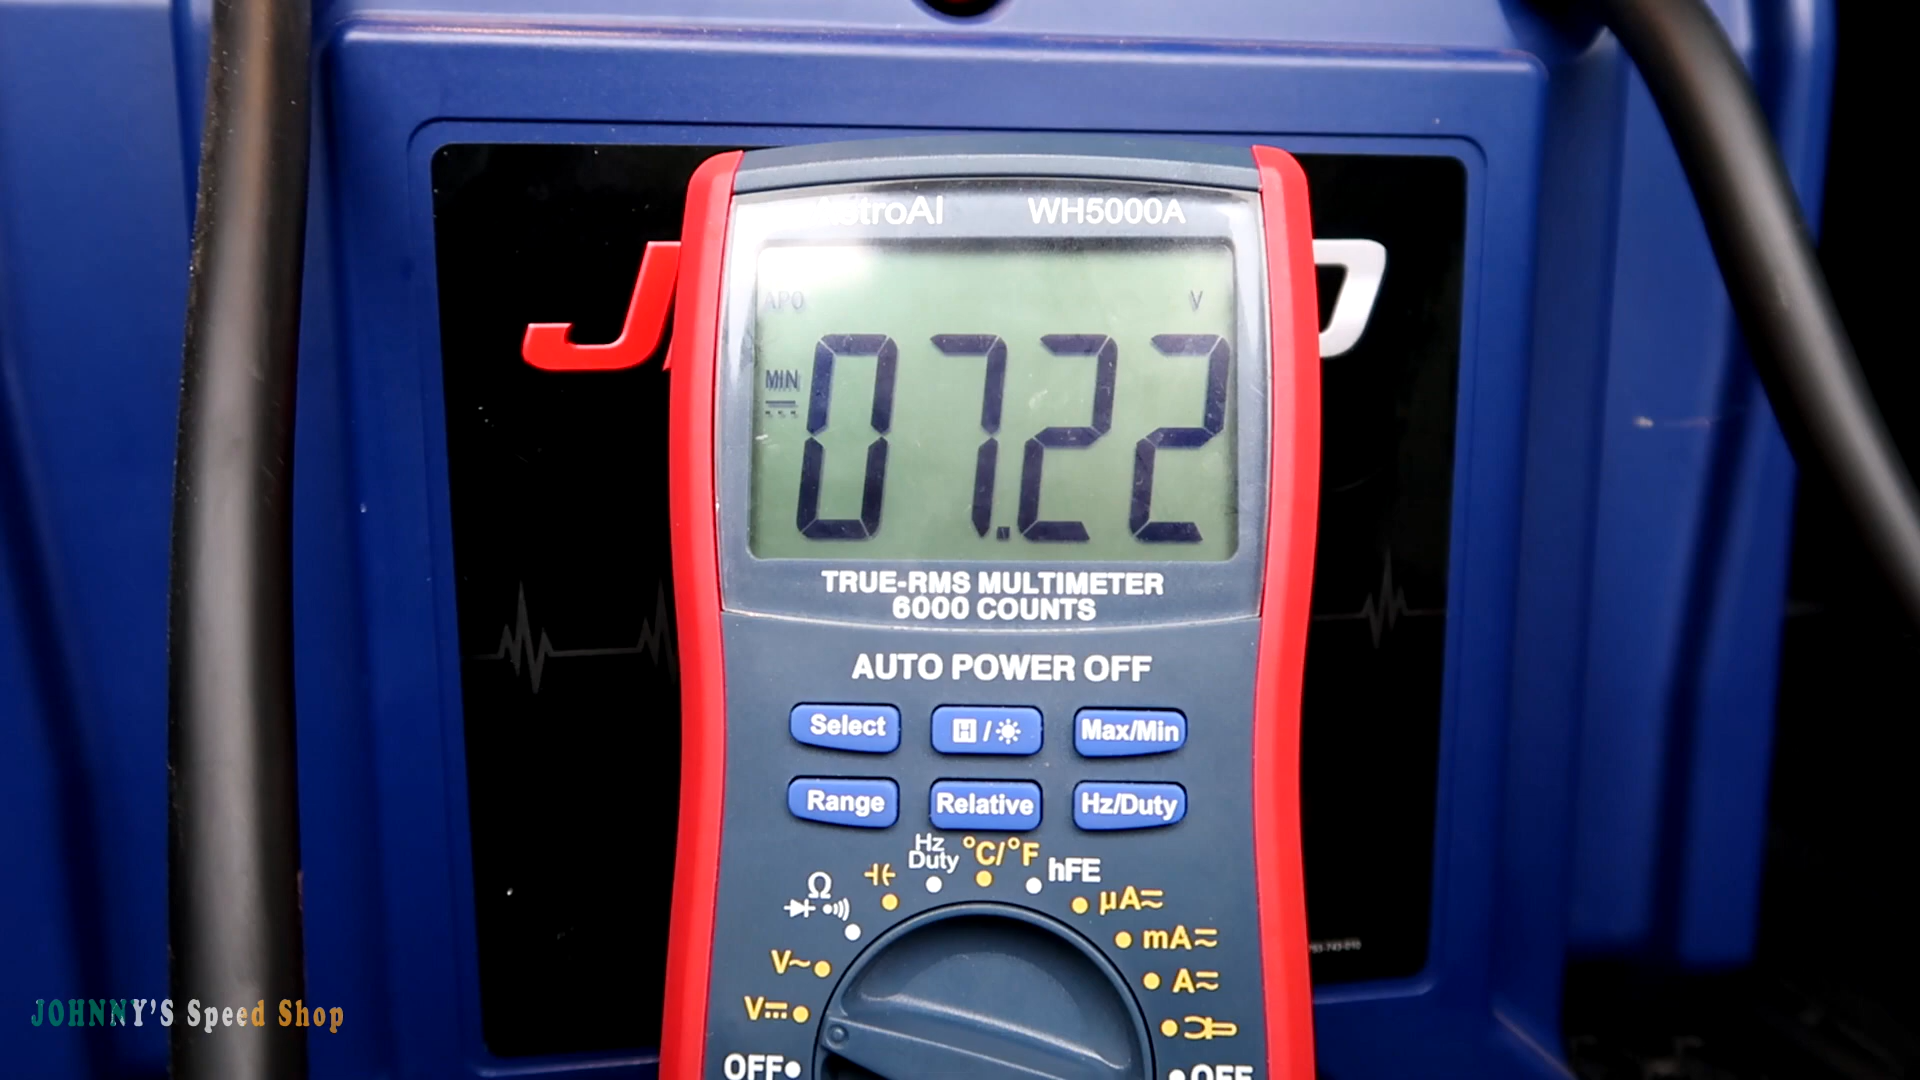 AstroAI WH5000A
APO V
MIN
07.22
TRUE-RMS MULTIMETER
6000 COUNTS
AUTO POWER OFF
Select H/ Max/Min
Range Relative Hz/Duty
Hz
Duty
°C/°F
hFE
Ω
μA
mA
V~
A
V
OFF
OFF
JOHNNY'S Speed Shop